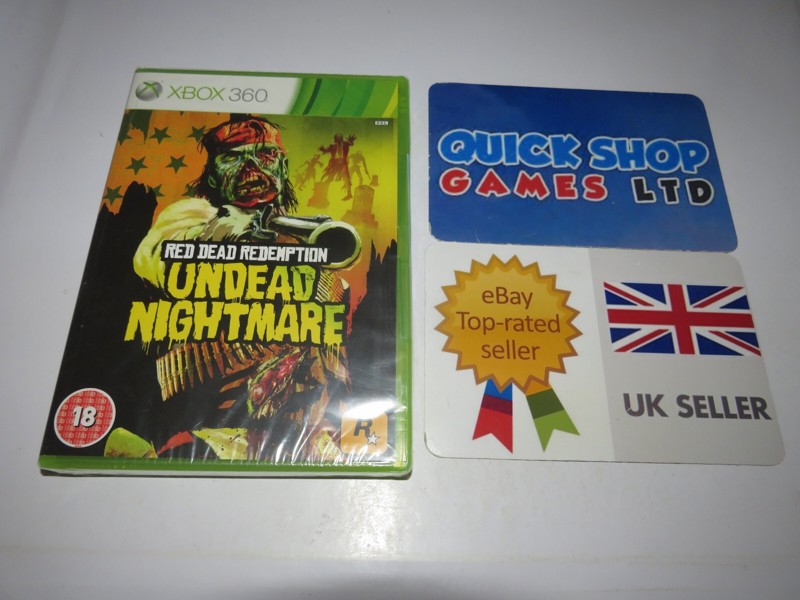 XBOX 360
RED DEAD REDEMPTION
UNDEAD
NIGHTMARE
18
R
QUICK SHOP
GAMES LTD
eBay
Top-rated
seller
UK SELLER